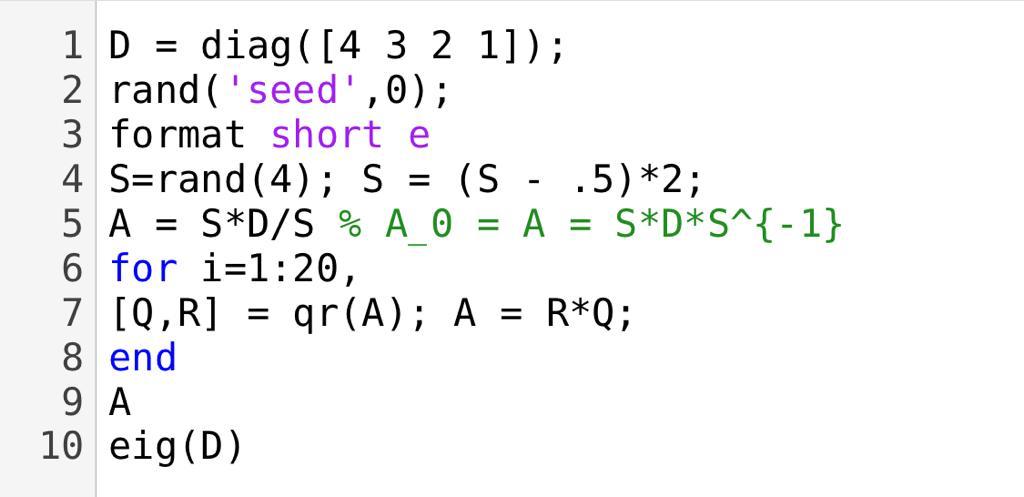 1 D = diag([4 3 2 1]);
2 rand('seed',0);
3 format short e
4 S=rand(4); S = (S - .5)*2;
5 A = S*D/S % A_0 = A = S*D*S^{-1}
6 for i=1:20,
7 [Q,R] = qr(A); A = R*Q;
8 end
9 A
10 eig(D)